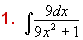 1. ∫ 9dx / (9x² + 1)